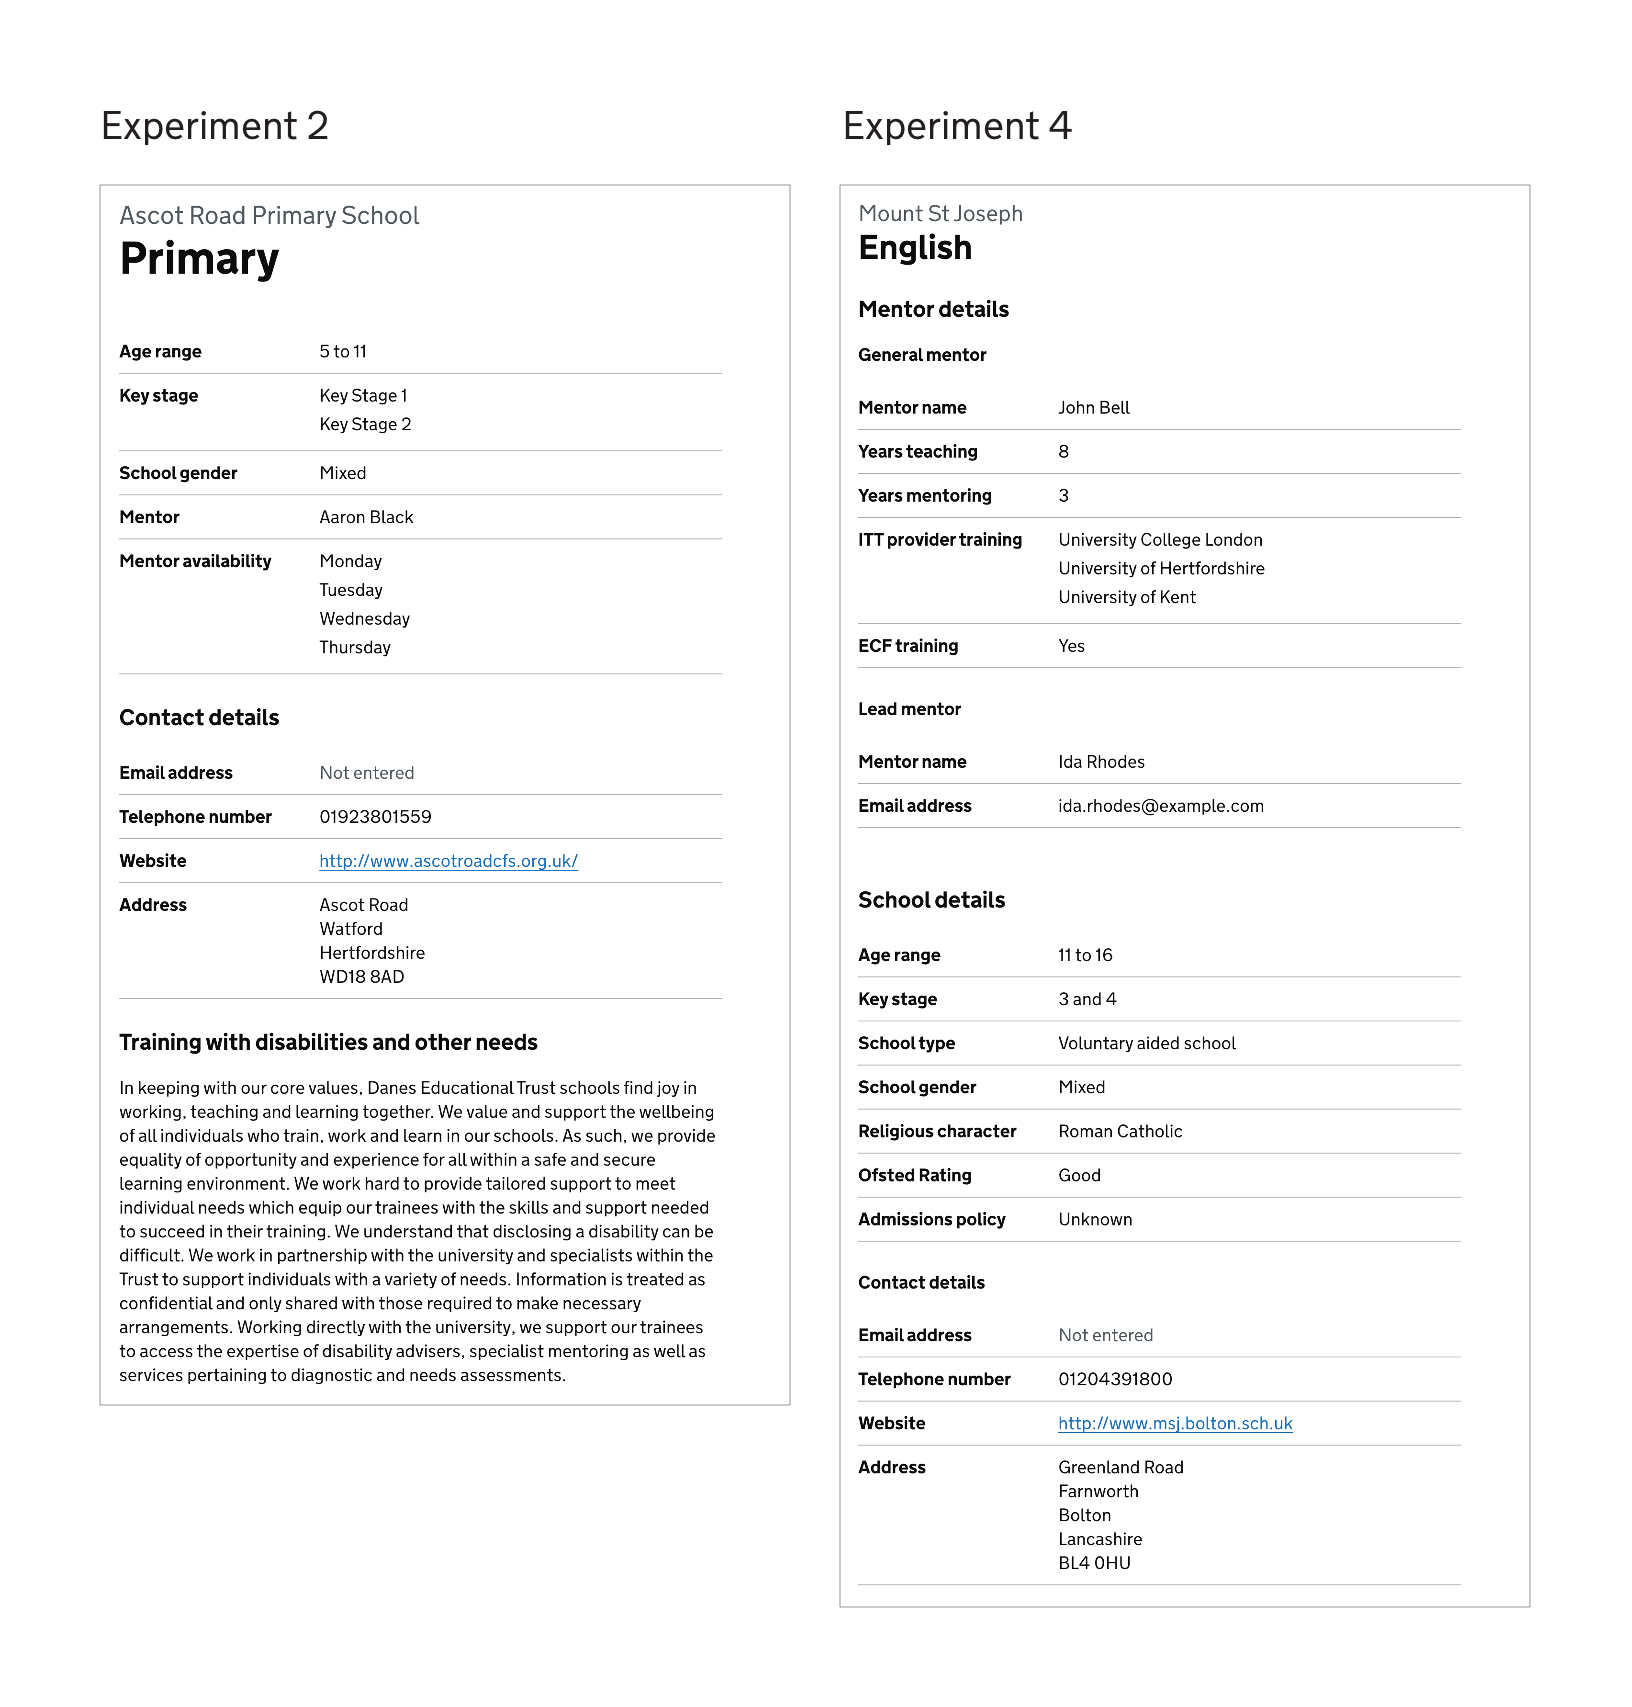 Experiment 2
Ascot Road Primary School
Primary
Age range 5 to 11
Key stage Key Stage 1
Key Stage 2
School gender Mixed
Mentor Aaron Black
Mentor availability Monday
Tuesday
Wednesday
Thursday
Contact details
Email address Not entered
Telephone number 01923801559
Website http://www.ascotroadcfs.org.uk/
Address Ascot Road
Watford
Hertfordshire
WD18 8AD
Training with disabilities and other needs
In keeping with our core values, Danes Educational Trust schools find joy in
working, teaching and learning together. We value and support the wellbeing
of all individuals who train, work and learn in our schools. As such, we provide
equality of opportunity and experience for all within a safe and secure
learning environment. We work hard to provide tailored support to meet
individual needs which equip our trainees with the skills and support needed
to succeed in their training. We understand that disclosing a disability can be
difficult. We work in partnership with the university and specialists within the
Trust to support individuals with a variety of needs. Information is treated as
confidential and only shared with those required to make necessary
arrangements. Working directly with the university, we support our trainees
to access the expertise of disability advisers, specialist mentoring as well as
services pertaining to diagnostic and needs assessments.
Experiment 4
Mount St Joseph
English
Mentor details
General mentor
Mentor name John Bell
Years teaching 8
Years mentoring 3
ITT provider training University College London
University of Hertfordshire
University of Kent
ECF training Yes
Lead mentor
Mentor name Ida Rhodes
Email address ida.rhodes@example.com
School details
Age range 11 to 16
Key stage 3 and 4
School type Voluntary aided school
School gender Mixed
Religious character Roman Catholic
Ofsted Rating Good
Admissions policy Unknown
Contact details
Email address Not entered
Telephone number 01204391800
Website http://www.msj.bolton.sch.uk
Address Greenland Road
Farnworth
Bolton
Lancashire
BL4 0HU